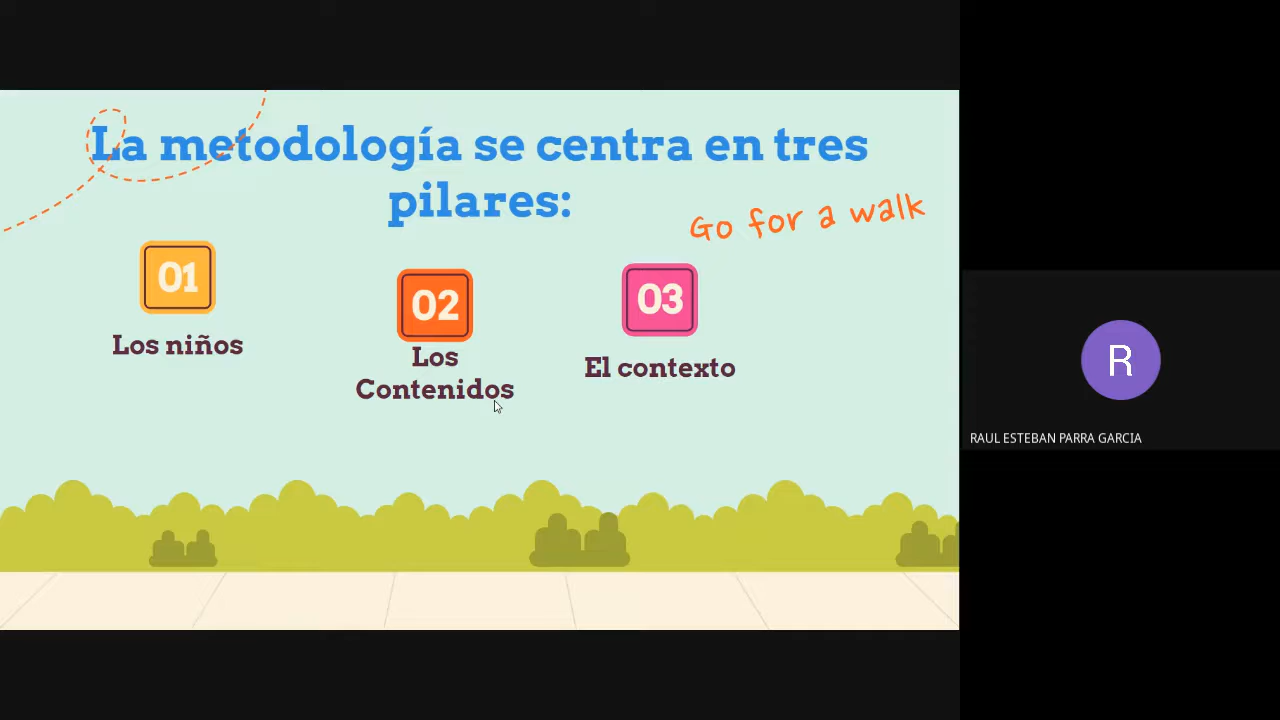 La metodología se centra en tres
pilares:
Go for a walk
01
Los niños
02
Los
Contenidos
03
El contexto
R
RAUL ESTEBAN PARRA GARCIA